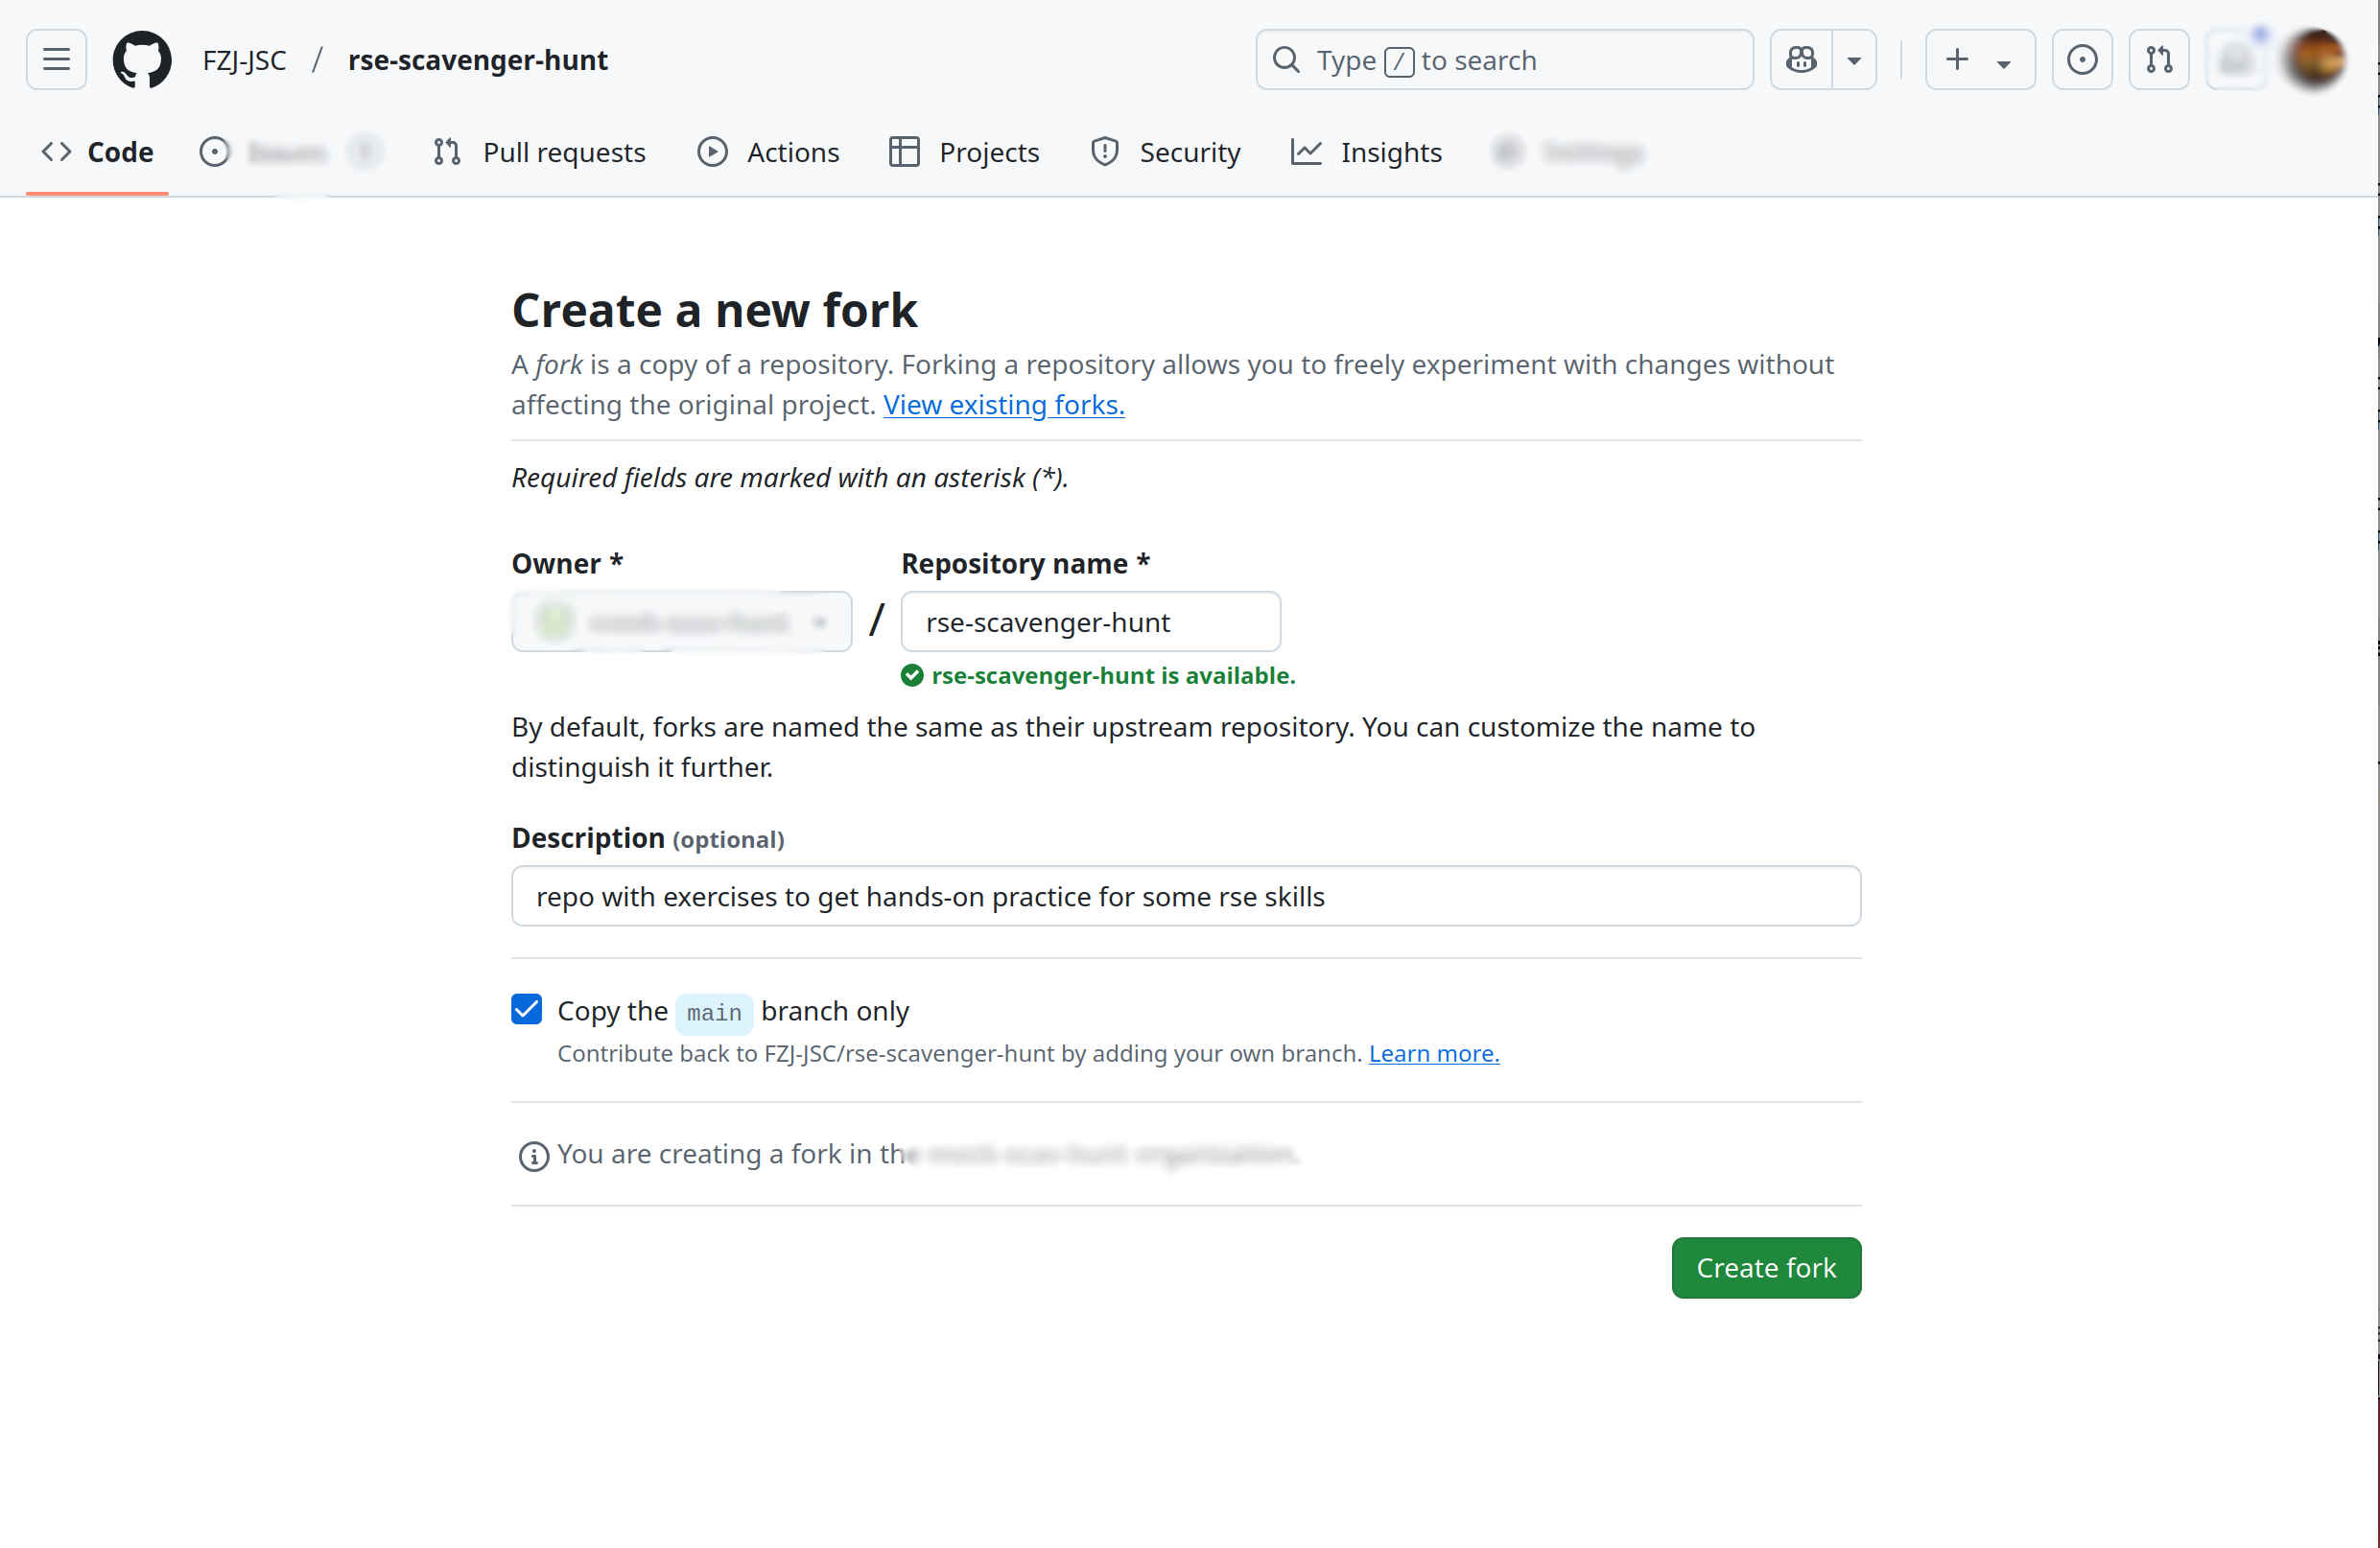 FZJ-JSC / rse-scavenger-hunt Type / to search
Code Pull requests Actions Projects Security Insights
Create a new fork
A fork is a copy of a repository. Forking a repository allows you to freely experiment with changes without
affecting the original project. View existing forks.
Required fields are marked with an asterisk (*).
Owner * Repository name *
/ rse-scavenger-hunt
rse-scavenger-hunt is available.
By default, forks are named the same as their upstream repository. You can customize the name to
distinguish it further.
Description (optional)
repo with exercises to get hands-on practice for some rse skills
Copy the main branch only
Contribute back to FZJ-JSC/rse-scavenger-hunt by adding your own branch. Learn more.
You are creating a fork in the
Create fork